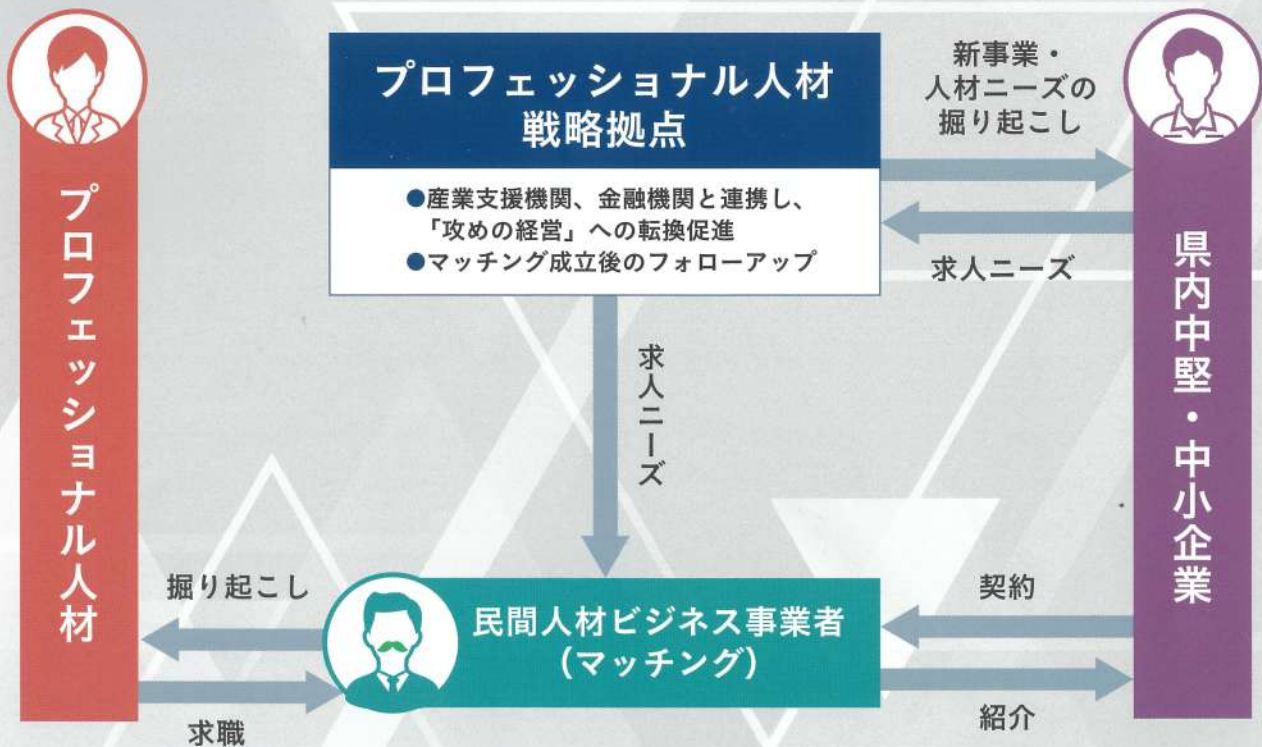 プロフェッショナル人材
プロフェッショナル人材
戦略拠点
●産業支援機関、金融機関と連携し、
「攻めの経営」への転換促進
●マッチング成立後のフォローアップ
新事業・
人材ニーズの
掘り起こし
求人ニーズ
県内中堅・中小企業
求人ニーズ
掘り起こし
求職
民間人材ビジネス事業者
(マッチング)
契約
紹介